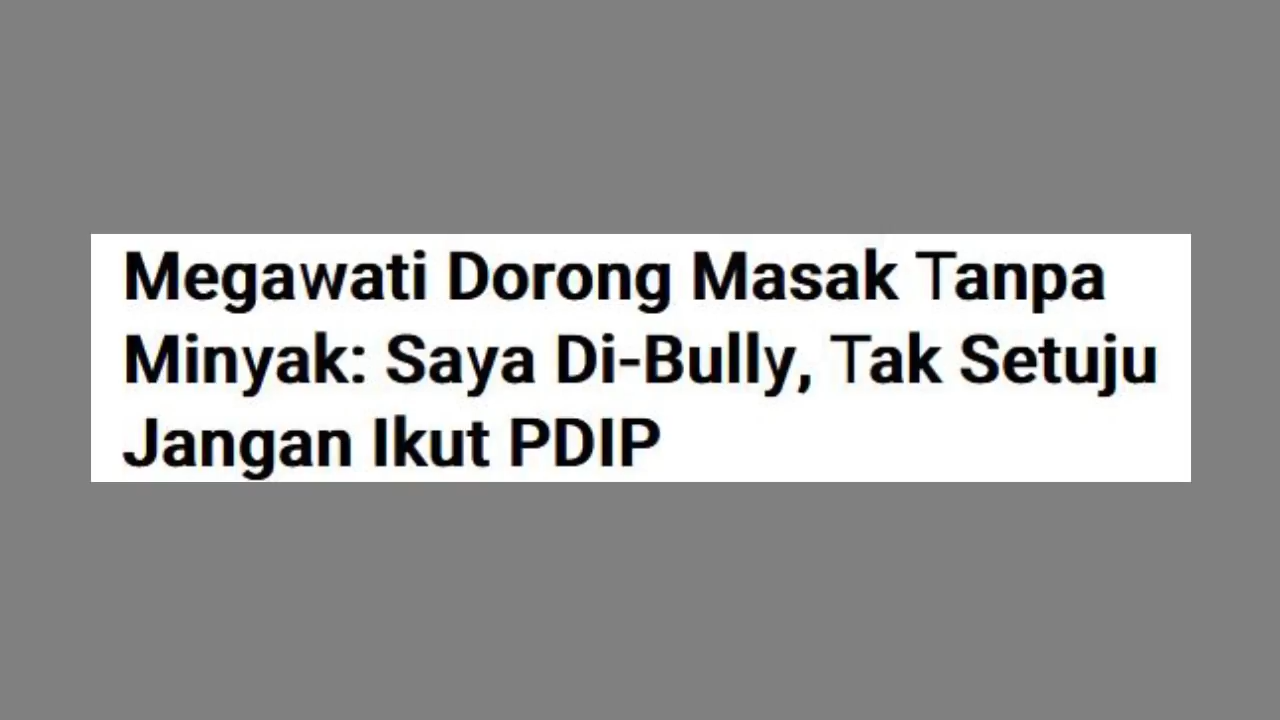 Megawati Dorong Masak Tanpa
Minyak: Saya Di-Bully, Tak Setuju
Jangan Ikut PDIP